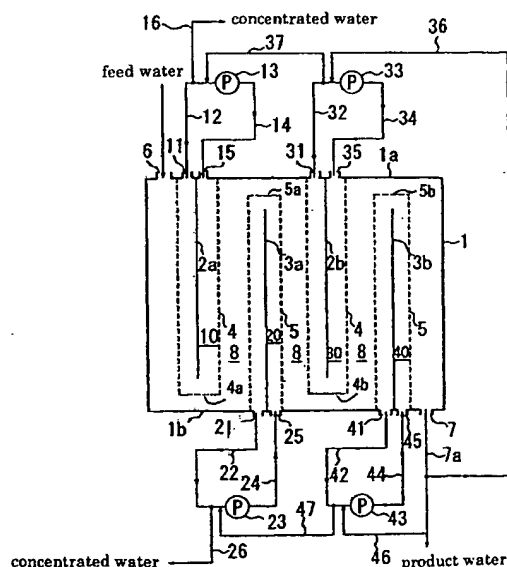 16
concentrated water
37
36
feed water
P 13
P 33
12
14
32
34
6
11
15
31
35
1a
5a
5b
1
2a
3a
2b
3b
4
5
4
5
10
8
20
8
30
8
40
4a
4b
1b
21
25
41
45
7
22
24
42
44
7a
P
23
47
P
43
26
46
concentrated water
product water